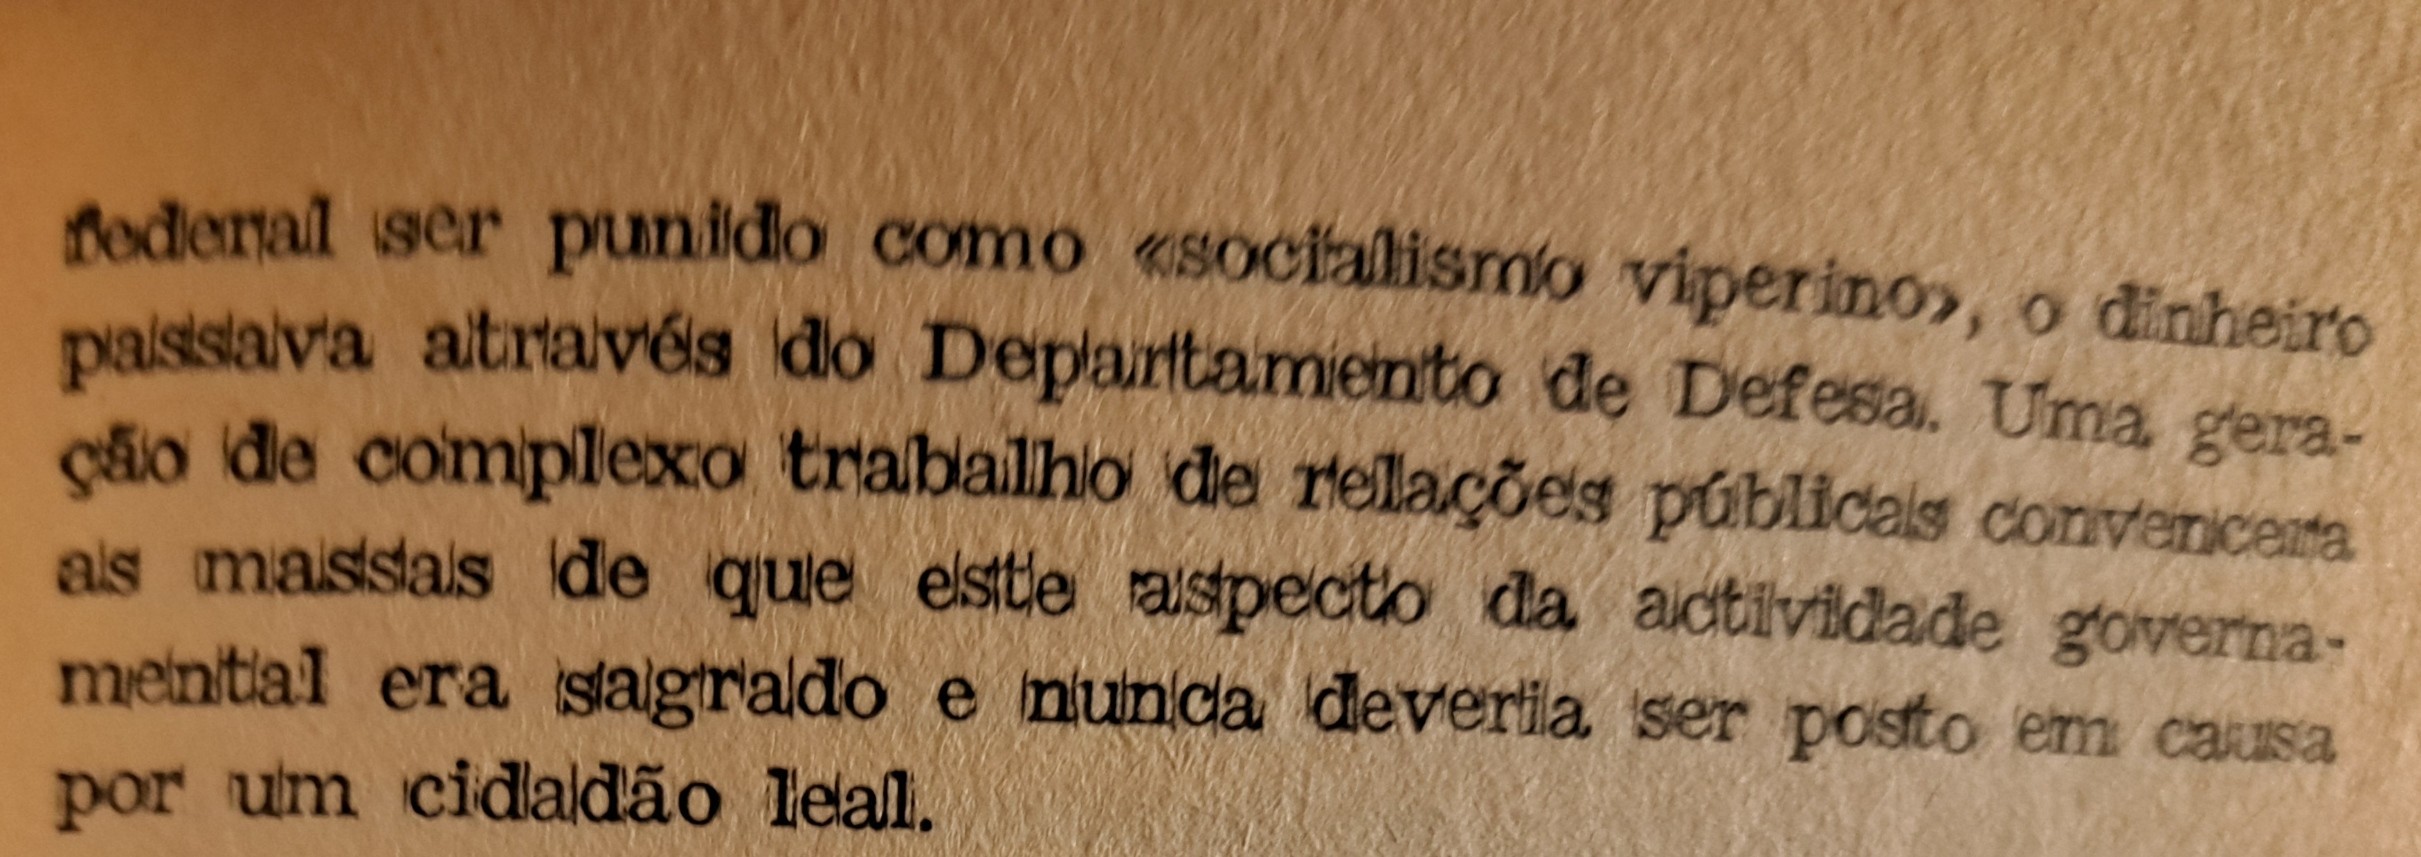 federal ser punido como «socialismo viperino», o dinheiro
passava através do Departamento de Defesa. Uma gera-
ção de complexo trabalho de relações públicas convencera
as massas de que este aspecto da actividade governa-
mental era sagrado e nunca deveria ser posto em causa
por um cidadão leal.